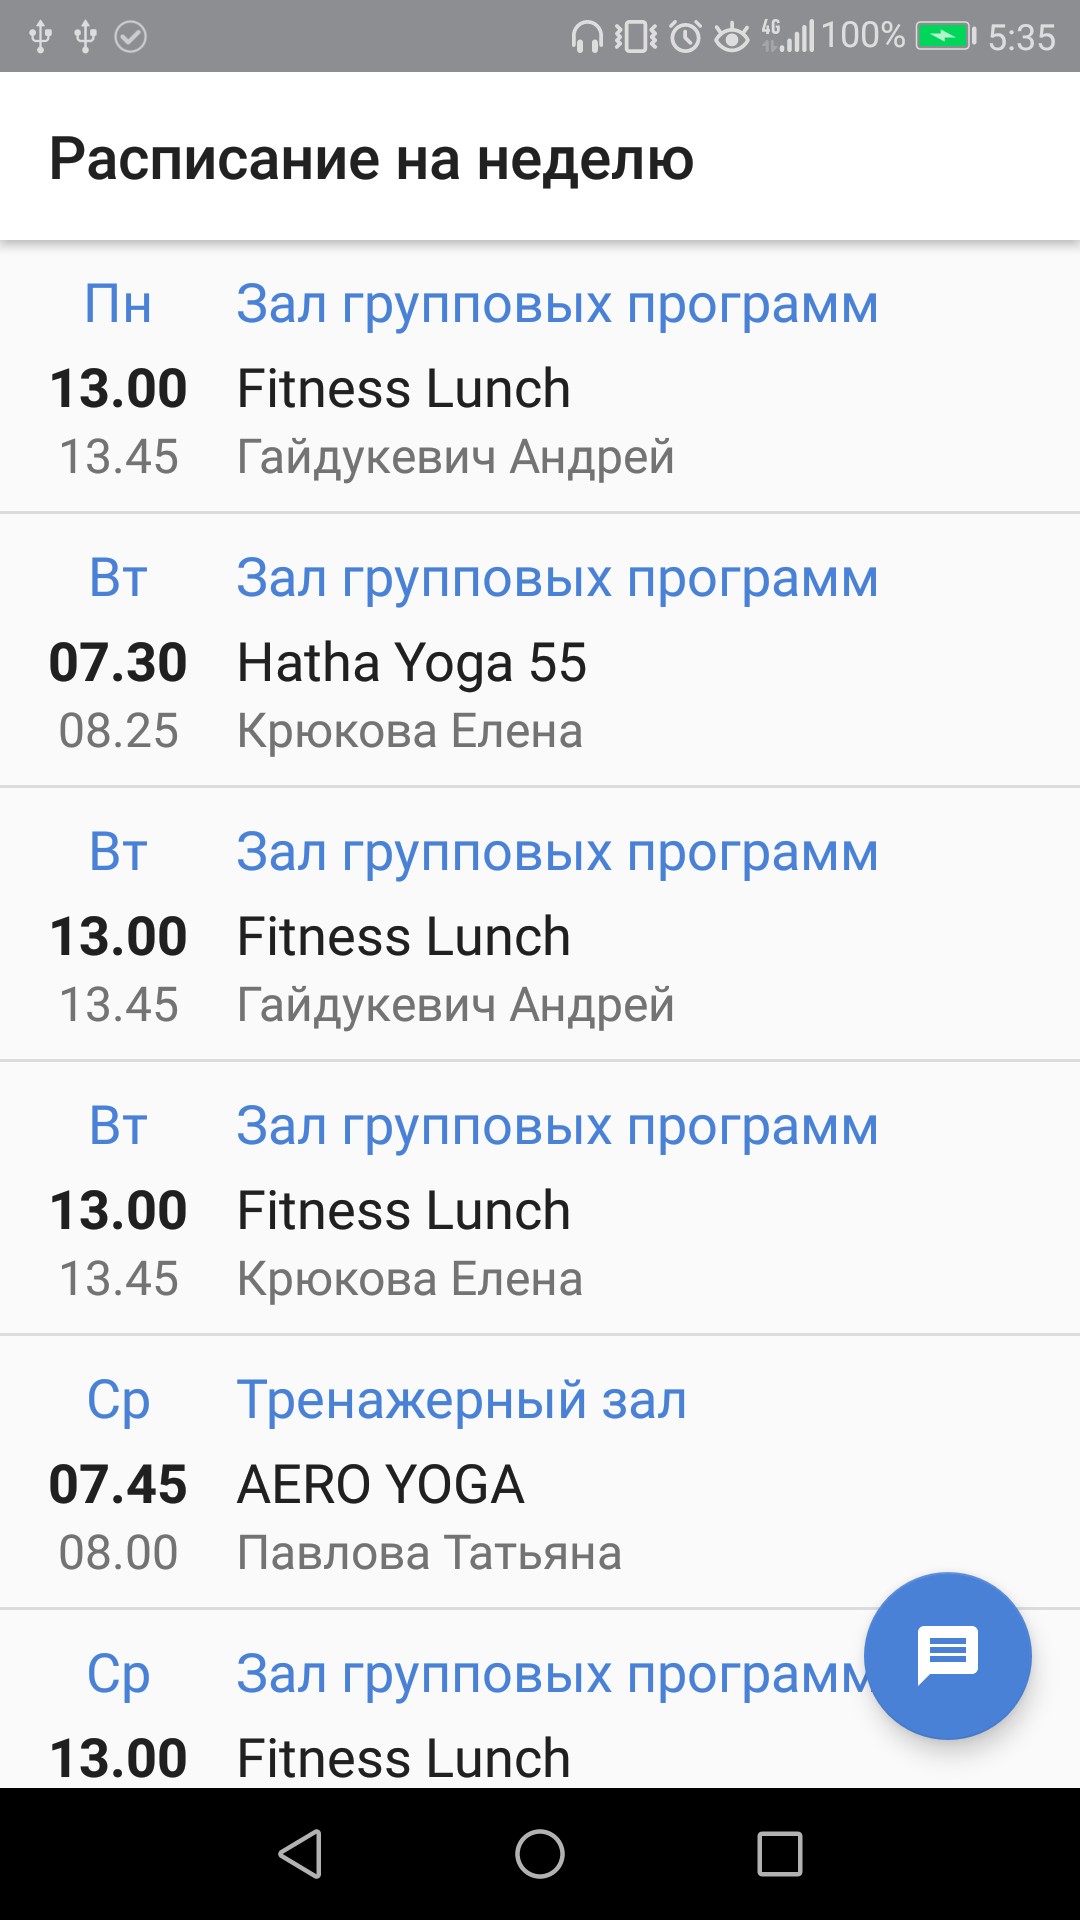 4G 100% 5:35
Расписание на неделю
Пн Зал групповых программ
13.00 Fitness Lunch
13.45 Гайдукевич Андрей
Вт Зал групповых программ
07.30 Hatha Yoga 55
08.25 Крюкова Елена
Вт Зал групповых программ
13.00 Fitness Lunch
13.45 Гайдукевич Андрей
Вт Зал групповых программ
13.00 Fitness Lunch
13.45 Крюкова Елена
Ср Тренажерный зал
07.45 AERO YOGA
08.00 Павлова Татьяна
Ср Зал групповых программ
13.00 Fitness Lunch